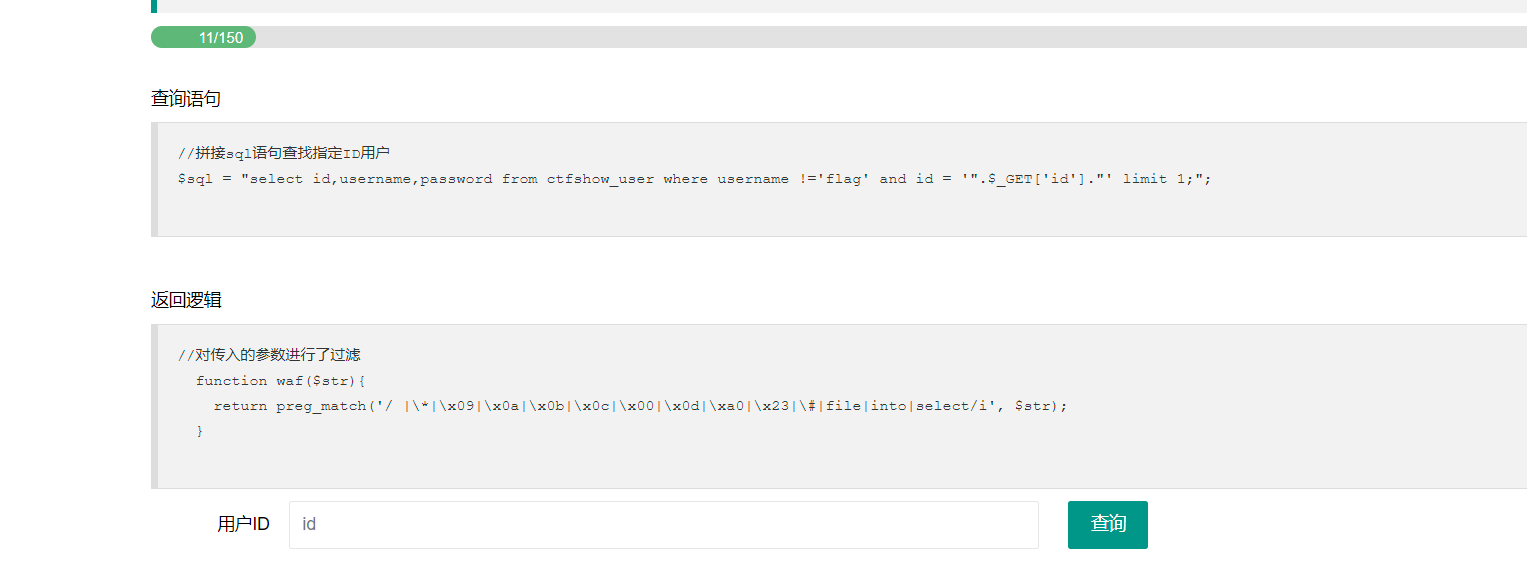 11/150
查询语句
//拼接sql语句查找指定ID用户
$sql = "select id,username,password from ctfshow_user where username !='flag' and id = '".$_GET['id']."' limit 1;";
返回逻辑
//对传入的参数进行了过滤
function waf($str){
return preg_match('/ |\*|\x09|\x0a|\x0b|\x0c|\x00|\x0d|\xa0|\x23|\#|file|into|select/i', $str);
}
用户ID id 查询